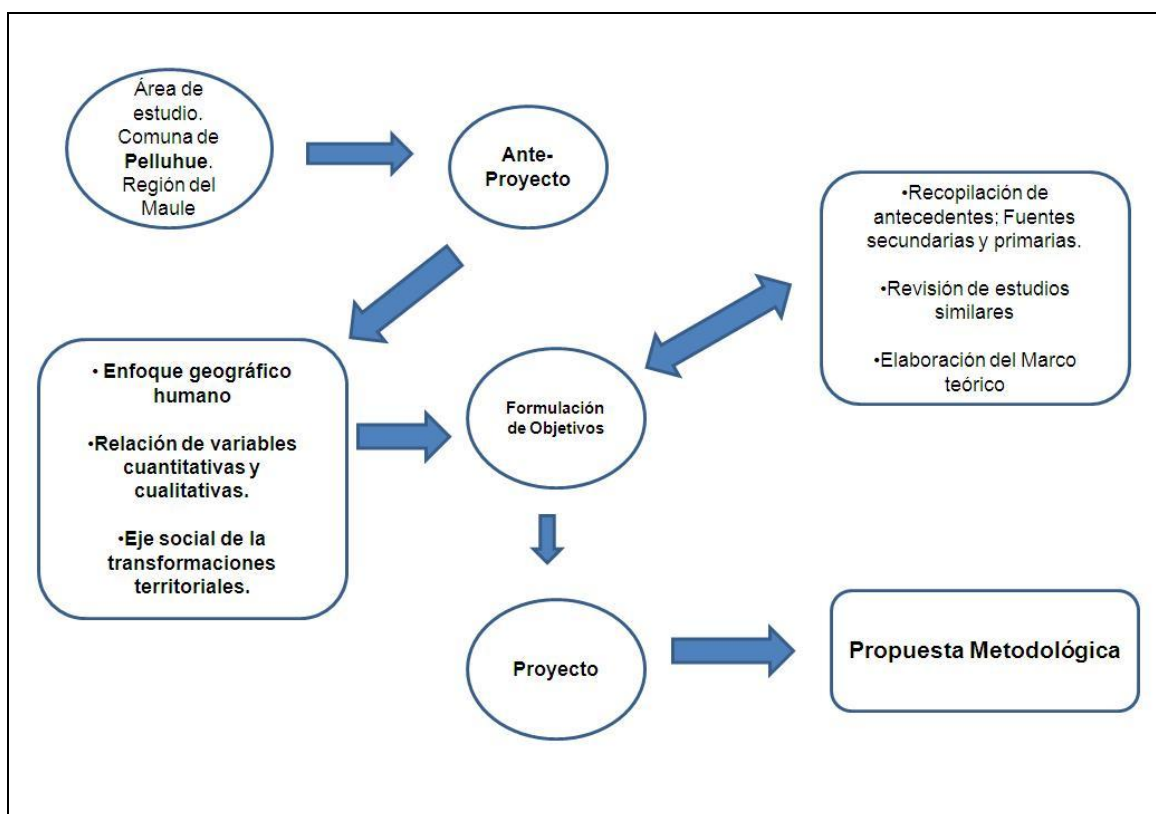 Área de
estudio.
Comuna de
Pelluhue.
Región del
Maule
Ante-
Proyecto
•Recopilación de
antecedentes; Fuentes
secundarias y primarias.
•Revisión de estudios
similares
•Elaboración del Marco
teórico
• Enfoque geográfico
humano
•Relación de variables
cuantitativas y
cualitativas.
•Eje social de la
transformaciones
territoriales.
Formulación
de Objetivos
Proyecto
Propuesta Metodológica